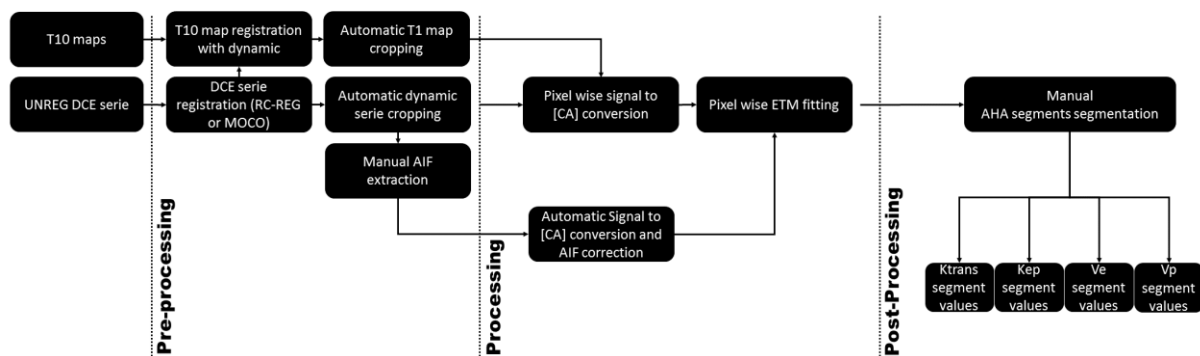 T10 maps
T10 map registration
with dynamic
Automatic T1 map
cropping
UNREG DCE serie
DCE serie
registration (RC-REG
or MOCO)
Automatic dynamic
serie cropping
Pixel wise signal to
[CA] conversion
Pixel wise ETM fitting
Manual
AHA segments segmentation
Manual AIF
extraction
Automatic Signal to
[CA] conversion and
AIF correction
Ktrans
segment
values
Kep
segment
values
Ve
segment
values
Vp
segment
values
Pre-processing
Processing
Post-Processing